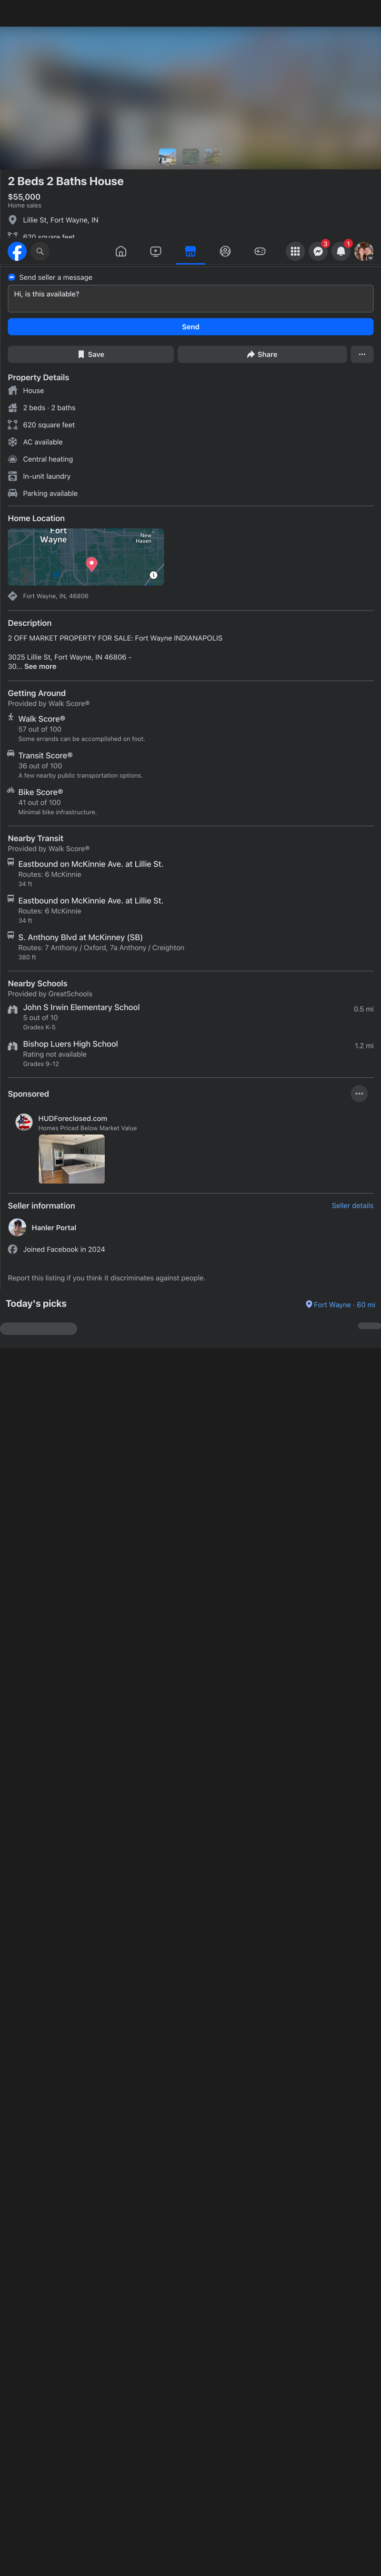 2 Beds 2 Baths House
$55,000
Home sales
Lillie St, Fort Wayne, IN
620 square feet
3
1
Send seller a message
Hi, is this available?
Send
Save
Share
Property Details
House
2 beds · 2 baths
620 square feet
AC available
Central heating
In-unit laundry
Parking available
Home Location
Fort
Wayne
New
Haven
Fort Wayne, IN, 46806
Description
2 OFF MARKET PROPERTY FOR SALE: Fort Wayne INDIANAPOLIS
3025 Lillie St, Fort Wayne, IN 46806 -
30... See more
Getting Around
Provided by Walk Score®
Walk Score®
57 out of 100
Some errands can be accomplished on foot.
Transit Score®
36 out of 100
A few nearby public transportation options.
Bike Score®
41 out of 100
Minimal bike infrastructure.
Nearby Transit
Provided by Walk Score®
Eastbound on McKinnie Ave. at Lillie St.
Routes: 6 McKinnie
34 ft
Eastbound on McKinnie Ave. at Lillie St.
Routes: 6 McKinnie
34 ft
S. Anthony Blvd at McKinney (SB)
Routes: 7 Anthony / Oxford, 7a Anthony / Creighton
380 ft
Nearby Schools
Provided by GreatSchools
John S Irwin Elementary School
0.5 mi
5 out of 10
Grades K-5
Bishop Luers High School
1.2 mi
Rating not available
Grades 9-12
Sponsored
HUDForeclosed.com
Homes Priced Below Market Value
Seller information
Seller details
Hanler Portal
Joined Facebook in 2024
Report this listing if you think it discriminates against people.
Today's picks
Fort Wayne · 60 mi